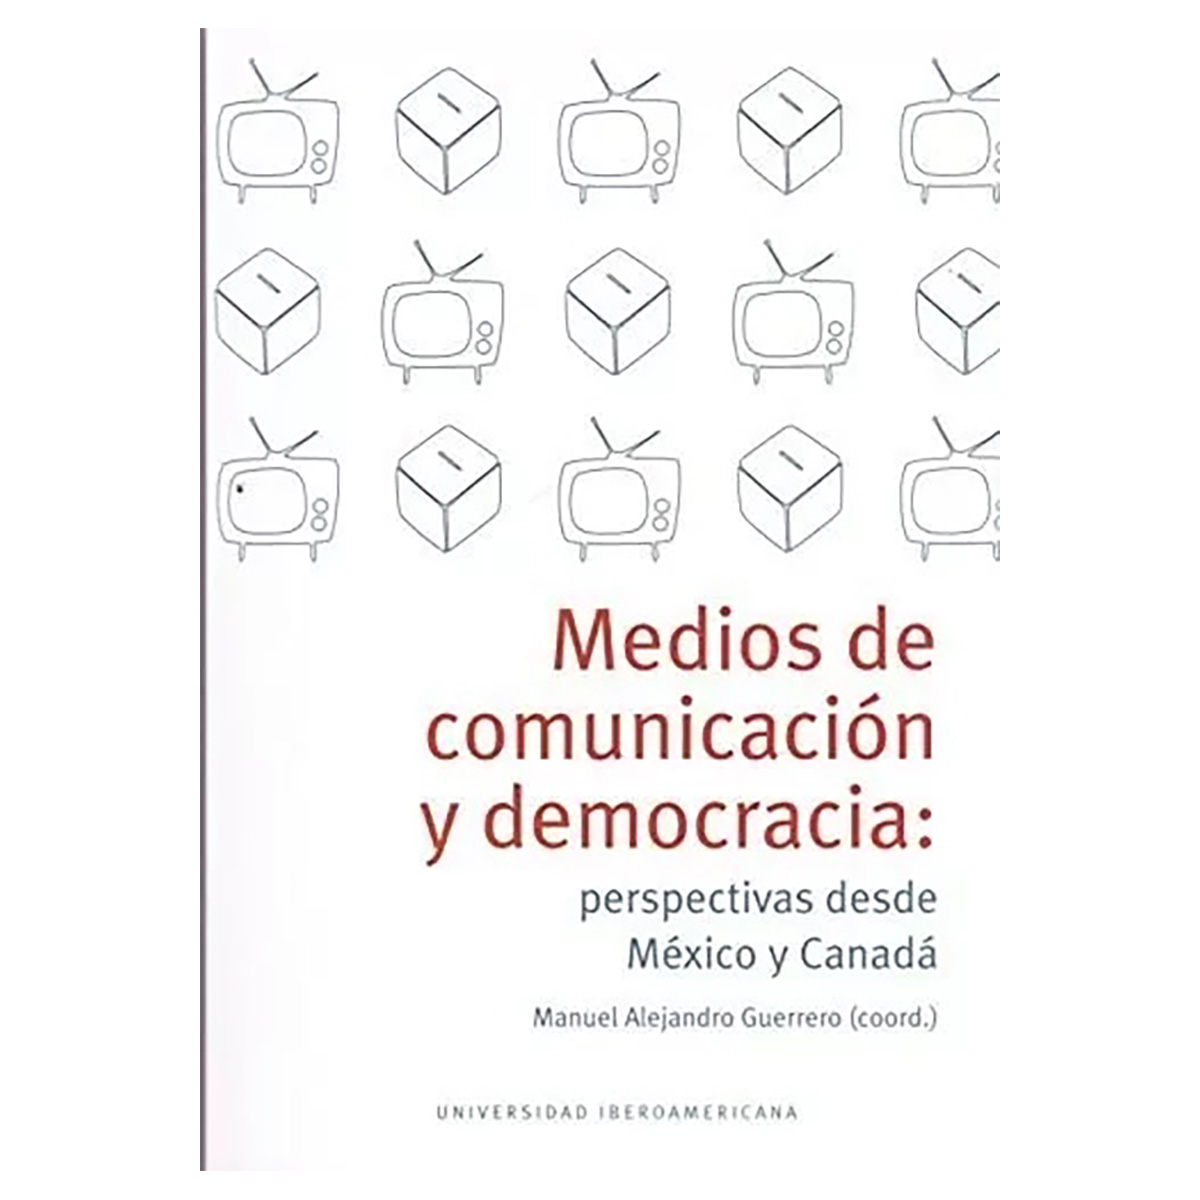 Medios de
comunicación
y democracia:
perspectivas desde
México y Canadá
Manuel Alejandro Guerrero (coord.)
UNIVERSIDAD IBEROAMERICANA